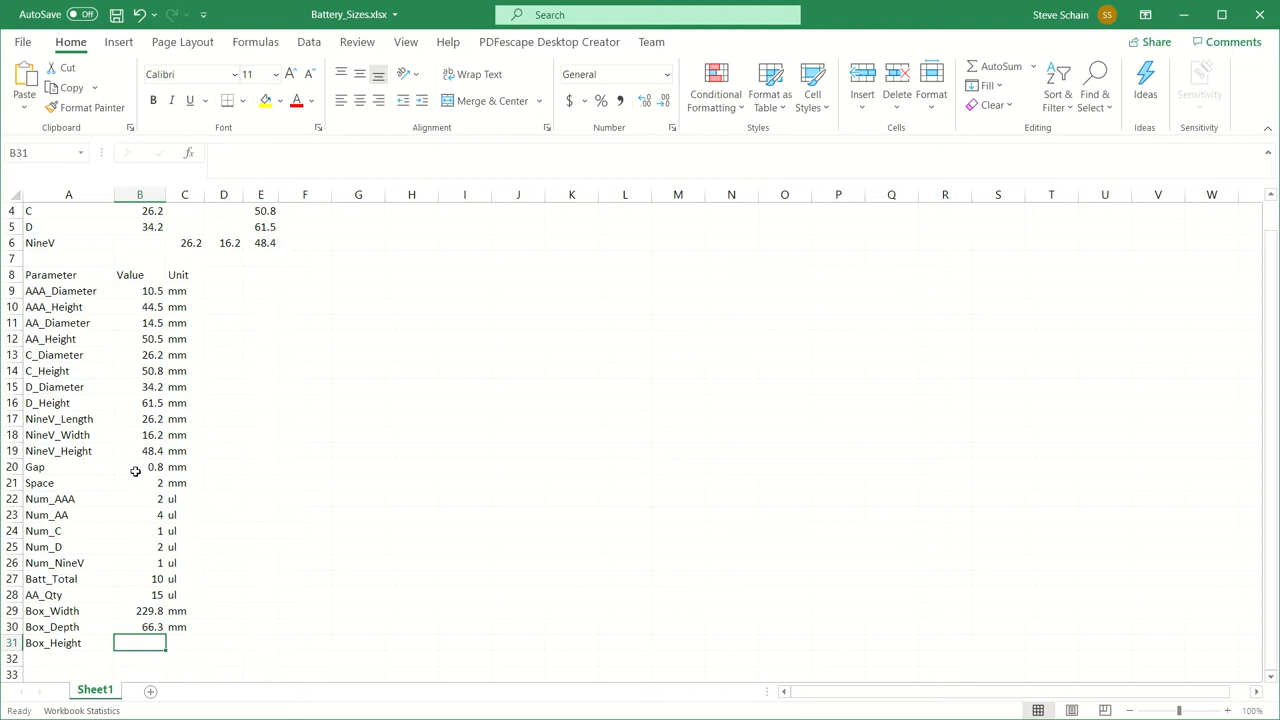 AutoSave Off Battery_Sizes.xlsx Search Steve Schain SS
File Home Insert Page Layout Formulas Data Review View Help PDFescape Desktop Creator Team Share Comments
Paste Cut Copy Format Painter Clipboard
Calibri 11 A A B I U A Font
Wrap Text Merge & Center Alignment
General $ % , Number
Conditional Formatting Format as Table Cell Styles Styles
Insert Delete Format Cells
AutoSum Fill Clear Sort & Filter Find & Select Editing
Ideas Ideas
Sensitivity Sensitivity
B31 fx
A B C D E F G H I J K L M N O P Q R S T U V W
4 C 26.2 50.8
5 D 34.2 61.5
6 NineV 26.2 16.2 48.4
7
8 Parameter Value Unit
9 AAA_Diameter 10.5 mm
10 AAA_Height 44.5 mm
11 AA_Diameter 14.5 mm
12 AA_Height 50.5 mm
13 C_Diameter 26.2 mm
14 C_Height 50.8 mm
15 D_Diameter 34.2 mm
16 D_Height 61.5 mm
17 NineV_Length 26.2 mm
18 NineV_Width 16.2 mm
19 NineV_Height 48.4 mm
20 Gap 0.8 mm
21 Space 2 mm
22 Num_AAA 2 ul
23 Num_AA 4 ul
24 Num_C 1 ul
25 Num_D 2 ul
26 Num_NineV 1 ul
27 Batt_Total 10 ul
28 AA_Qty 15 ul
29 Box_Width 229.8 mm
30 Box_Depth 66.3 mm
31 Box_Height
32
33
Sheet1
Ready Workbook Statistics 100%